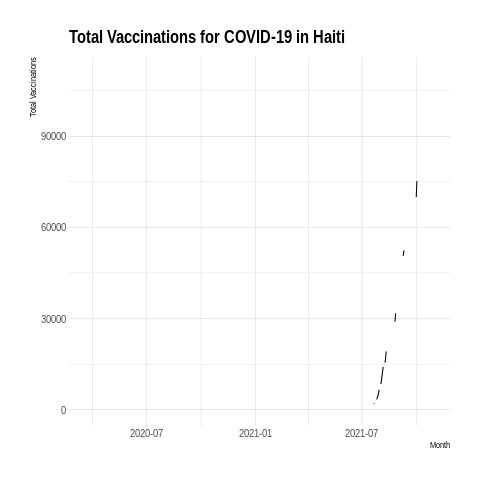 Total Vaccinations for COVID-19 in Haiti
Total Vaccinations
90000
60000
30000
0
2020-07 2021-01 2021-07
Month